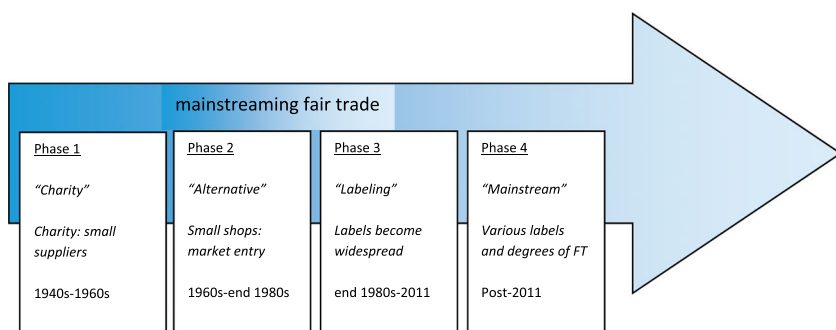 mainstreaming fair trade
Phase 1
“Charity”
Charity: small
suppliers
1940s-1960s
Phase 2
“Alternative”
Small shops:
market entry
1960s-end 1980s
Phase 3
“Labeling”
Labels become
widespread
end 1980s-2011
Phase 4
“Mainstream”
Various labels
and degrees of FT
Post-2011